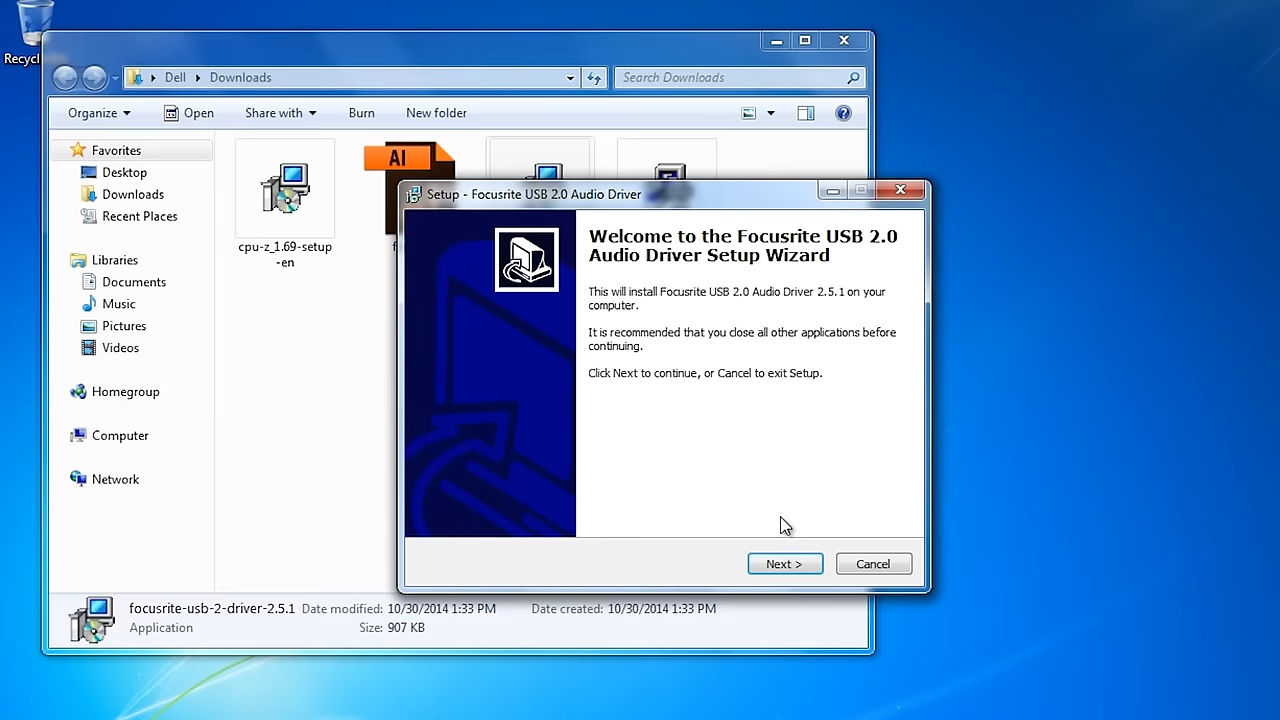 Recycl
Dell
Downloads
Search Downloads
Organize
Open
Share with
Burn
New folder
Favorites
Desktop
Downloads
Recent Places
Libraries
Documents
Music
Pictures
Videos
Homegroup
Computer
Network
cpu-z_1.69-setup
-en
AI
f
Setup - Focusrite USB 2.0 Audio Driver
Welcome to the Focusrite USB 2.0
Audio Driver Setup Wizard
This will install Focusrite USB 2.0 Audio Driver 2.5.1 on your
computer.
It is recommended that you close all other applications before
continuing.
Click Next to continue, or Cancel to exit Setup.
Next >
Cancel
focusrite-usb-2-driver-2.5.1 Date modified: 10/30/2014 1:33 PM Date created: 10/30/2014 1:33 PM
Application Size: 907 KB